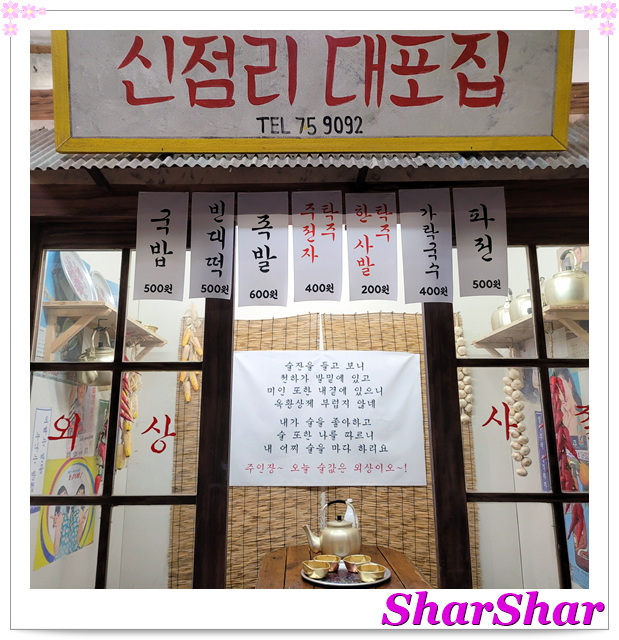 신점리 대포집
TEL 75 9092
국밥
500원
빈대떡
500원
족발
600원
탁주
주전자
400원
탁주
한사발
200원
가락국수
400원
파전
500원
술잔을 들고 보니
천하가 발밑에 있고
미인 또한 내곁에 있으니
옥황상제 부럽지 않네
내가 술을 좋아하고
술 또한 나를 따르니
내 어찌 술을 마다 하리요
주인장~ 오늘 술값은 외상이오~!
외상
사절
SharShar